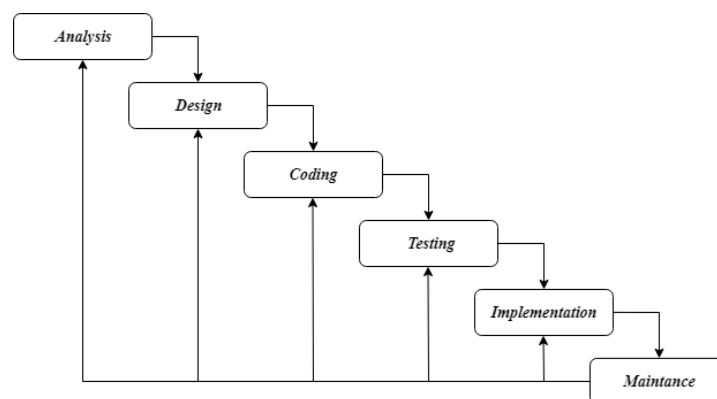 Analysis
Design
Coding
Testing
Implementation
Maintance